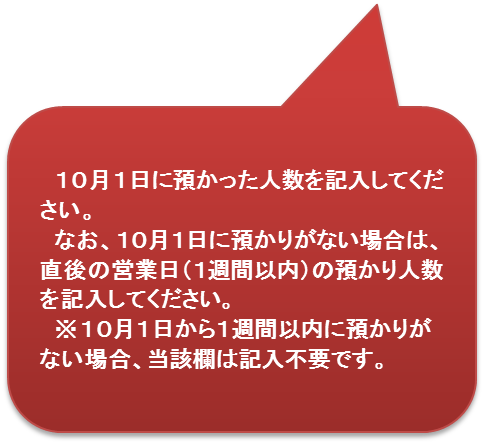 １０月１日に預かった人数を記入してくだ
さい。
　なお、１０月１日に預かりがない場合は、
直後の営業日（１週間以内）の預かり人数
を記入してください。
　※１０月１日から１週間以内に預かりが
ない場合、当該欄は記入不要です。